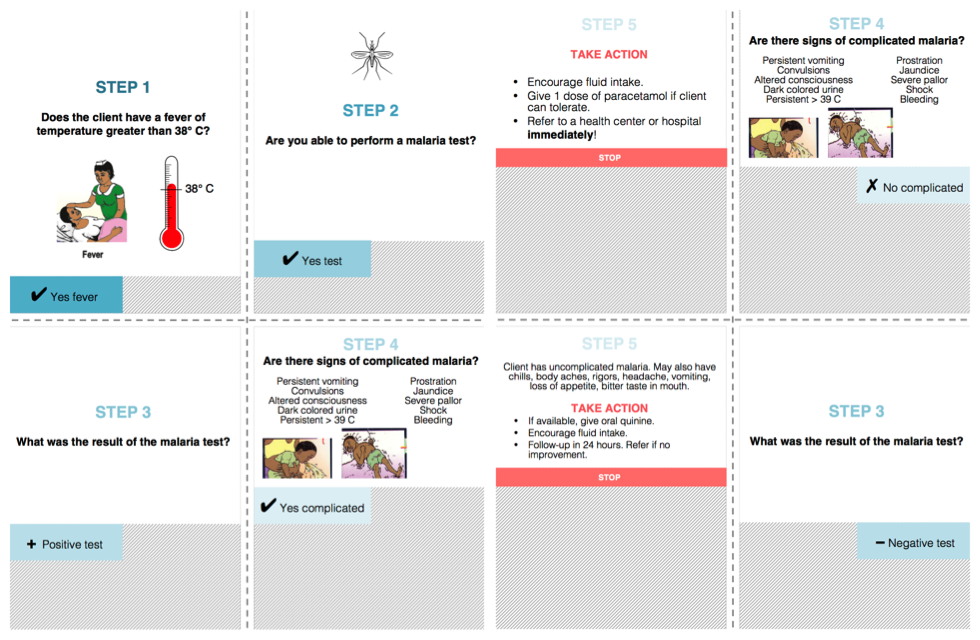 STEP 1
Does the client have a fever of
temperature greater than 38° C?
38° C
Fever
✔ Yes fever
STEP 2
Are you able to perform a malaria test?
✔ Yes test
STEP 5
TAKE ACTION
• Encourage fluid intake.
• Give 1 dose of paracetamol if client
can tolerate.
• Refer to a health center or hospital
immediately!
STOP
STEP 4
Are there signs of complicated malaria?
Persistent vomiting
Convulsions
Altered consciousness
Dark colored urine
Persistent > 39 C
Prostration
Jaundice
Severe pallor
Shock
Bleeding
✗ No complicated
STEP 3
What was the result of the malaria test?
+ Positive test
STEP 4
Are there signs of complicated malaria?
Persistent vomiting
Convulsions
Altered consciousness
Dark colored urine
Persistent > 39 C
Prostration
Jaundice
Severe pallor
Shock
Bleeding
✔ Yes complicated
STEP 5
Client has uncomplicated malaria. May also have
chills, body aches, rigors, headache, vomiting,
loss of appetite, bitter taste in mouth.
TAKE ACTION
• If available, give oral quinine.
• Encourage fluid intake.
• Follow-up in 24 hours. Refer if no
improvement.
STOP
STEP 3
What was the result of the malaria test?
− Negative test